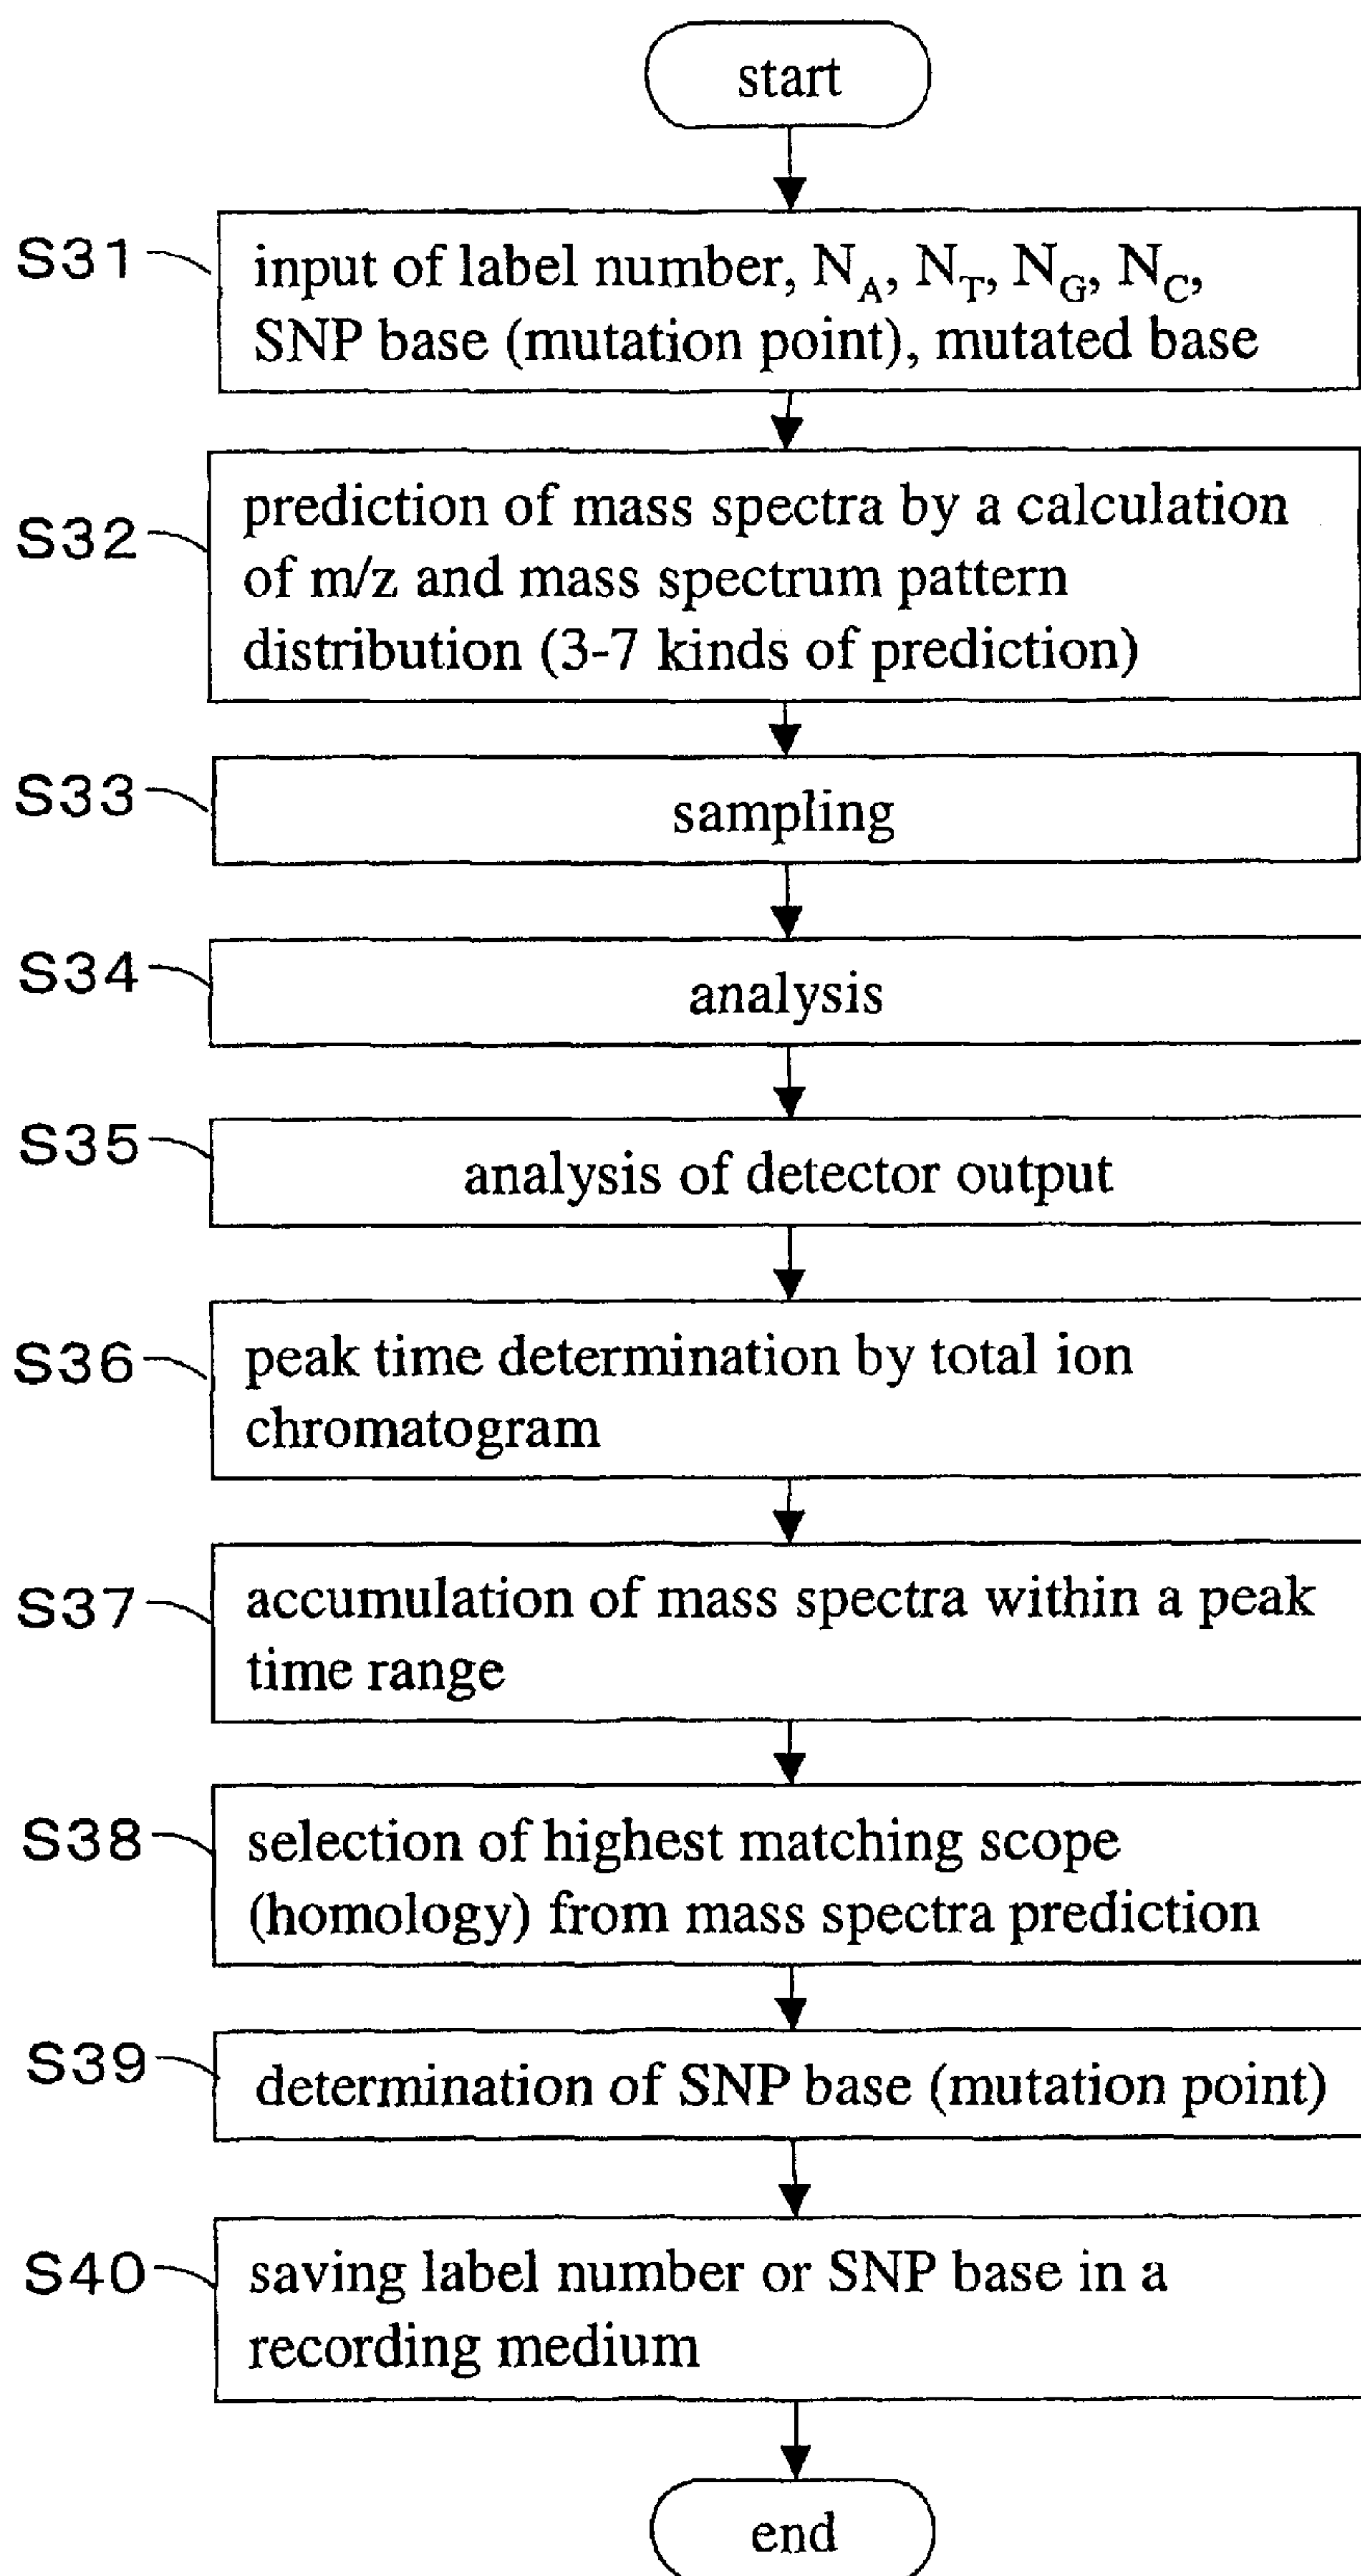 start
S31
input of label number, N_A, N_T, N_G, N_C,
SNP base (mutation point), mutated base
S32
prediction of mass spectra by a calculation
of m/z and mass spectrum pattern
distribution (3-7 kinds of prediction)
S33
sampling
S34
analysis
S35
analysis of detector output
S36
peak time determination by total ion
chromatogram
S37
accumulation of mass spectra within a peak
time range
S38
selection of highest matching scope
(homology) from mass spectra prediction
S39
determination of SNP base (mutation point)
S40
saving label number or SNP base in a
recording medium
end